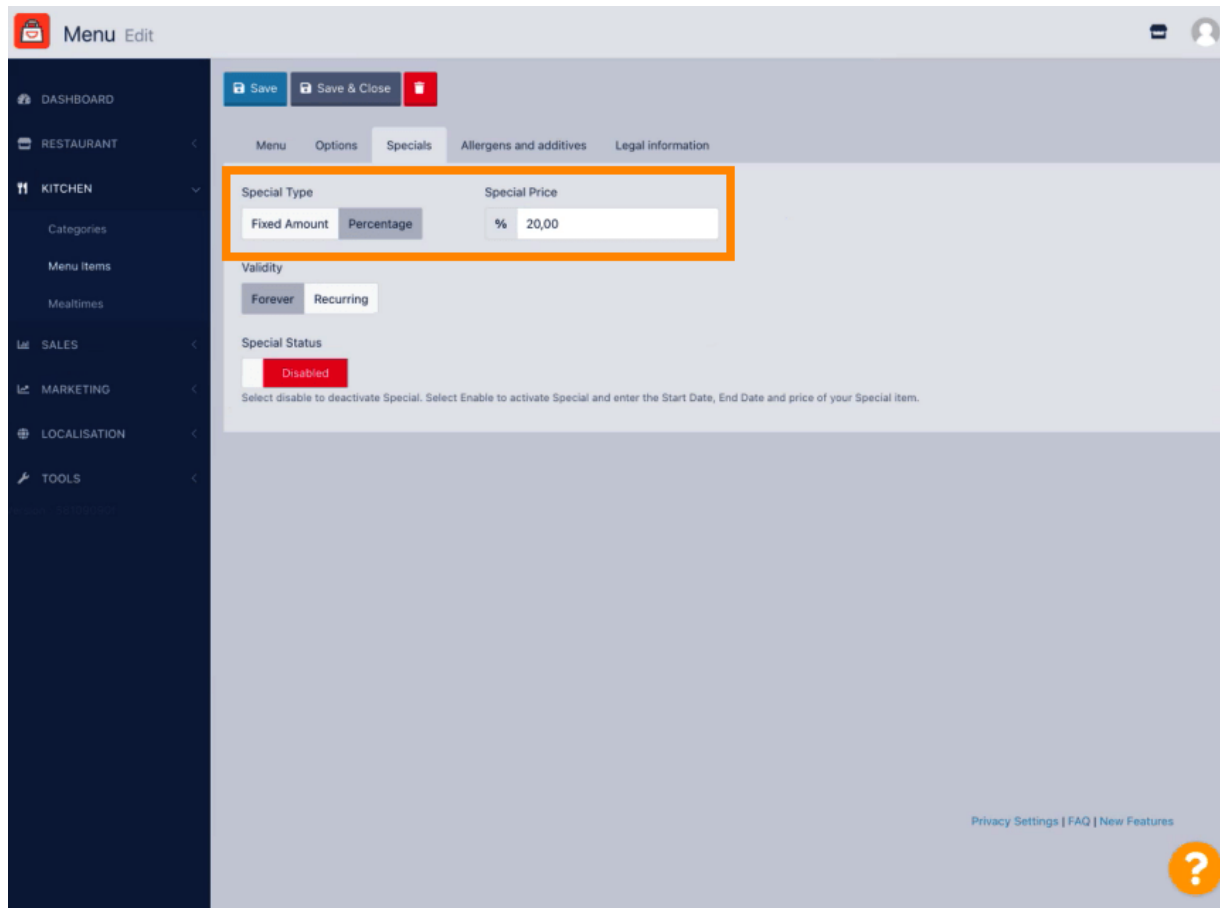 Menu Edit
DASHBOARD
RESTAURANT
KITCHEN
Categories
Menu Items
Mealtimes
SALES
MARKETING
LOCALISATION
TOOLS
Save
Save & Close
Menu
Options
Specials
Allergens and additives
Legal information
Special Type
Special Price
Fixed Amount
Percentage
%
20,00
Validity
Forever
Recurring
Special Status
Disabled
Select disable to deactivate Special. Select Enable to activate Special and enter the Start Date, End Date and price of your Special item.
Privacy Settings | FAQ | New Features
?